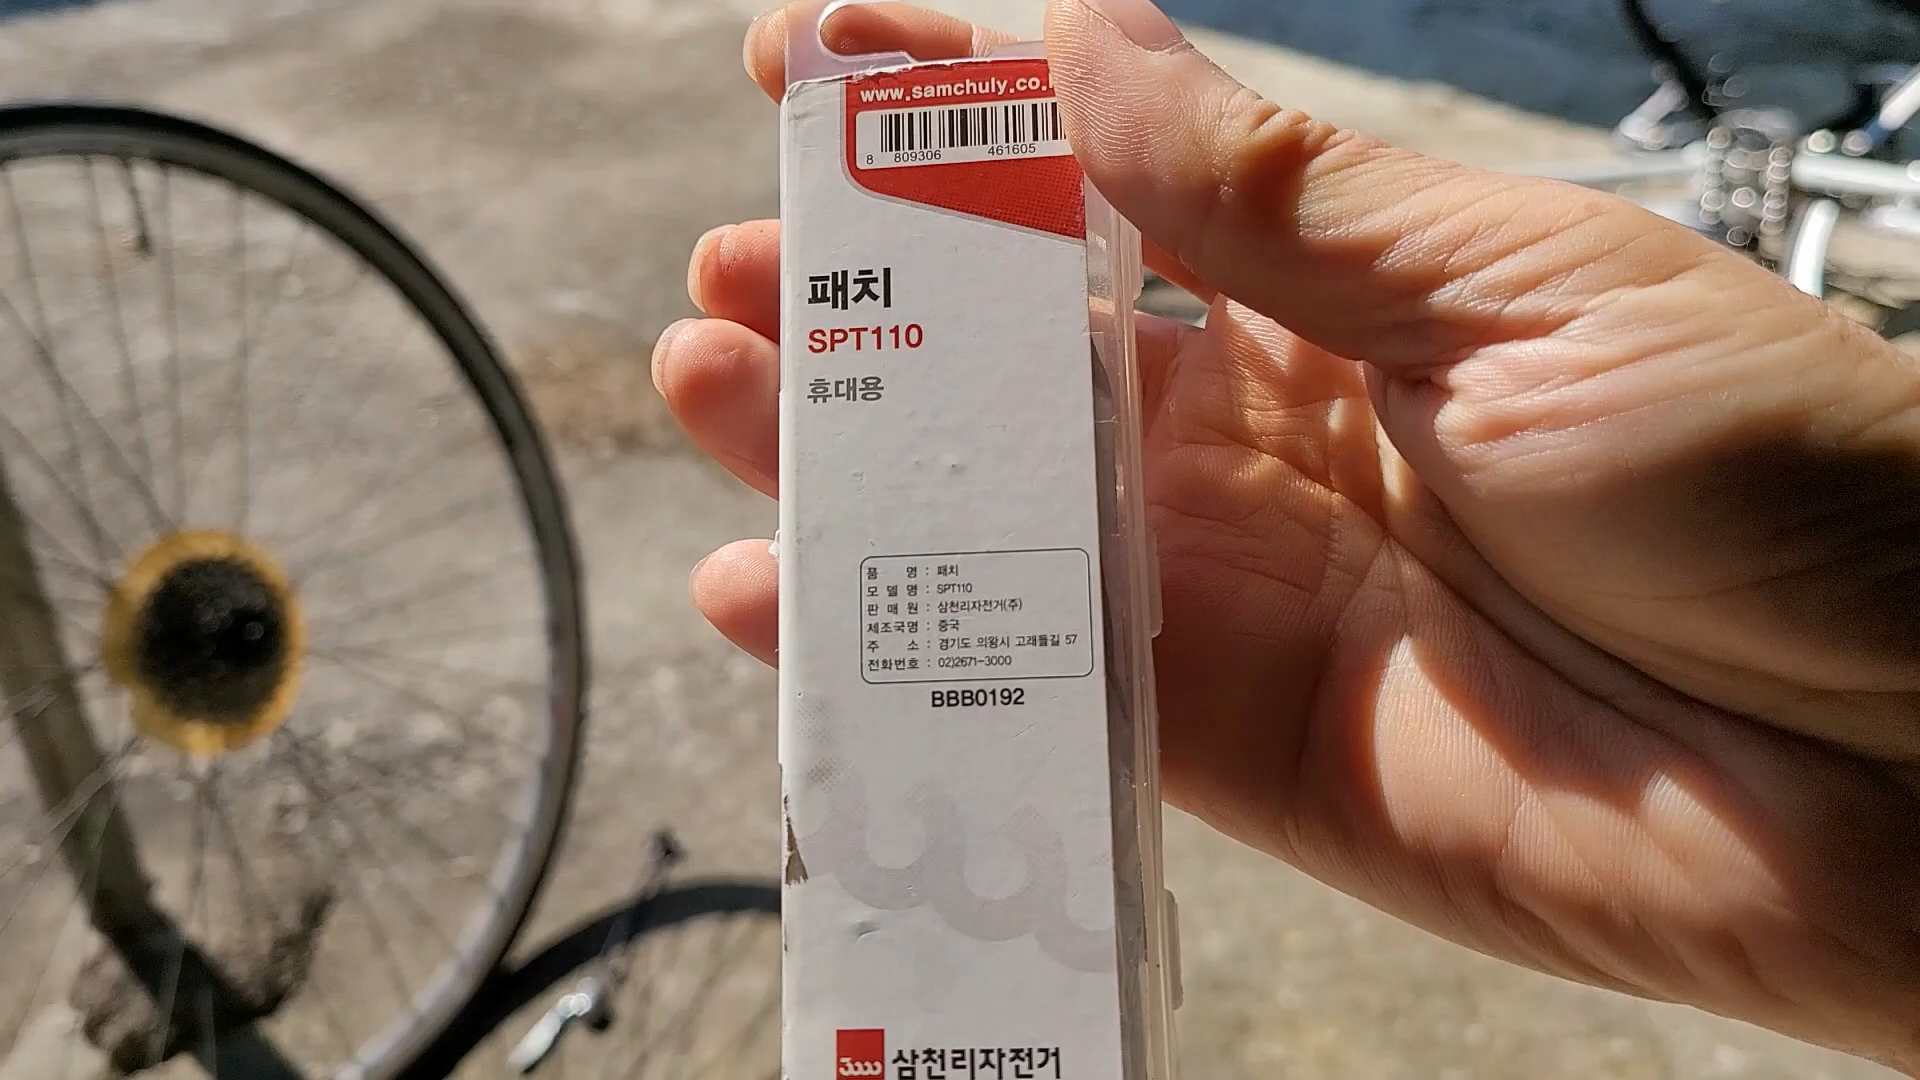 www.samchuly.co.
8 809306 461605
패치
SPT110
휴대용
품 명 : 패치
모 델 명 : SPT110
판 매 원 : 삼천리자전거(주)
제조국명 : 중국
주 소 : 경기도 의왕시 고래들길 57
전화번호 : 02)2671-3000
BBB0192
삼천리자전거